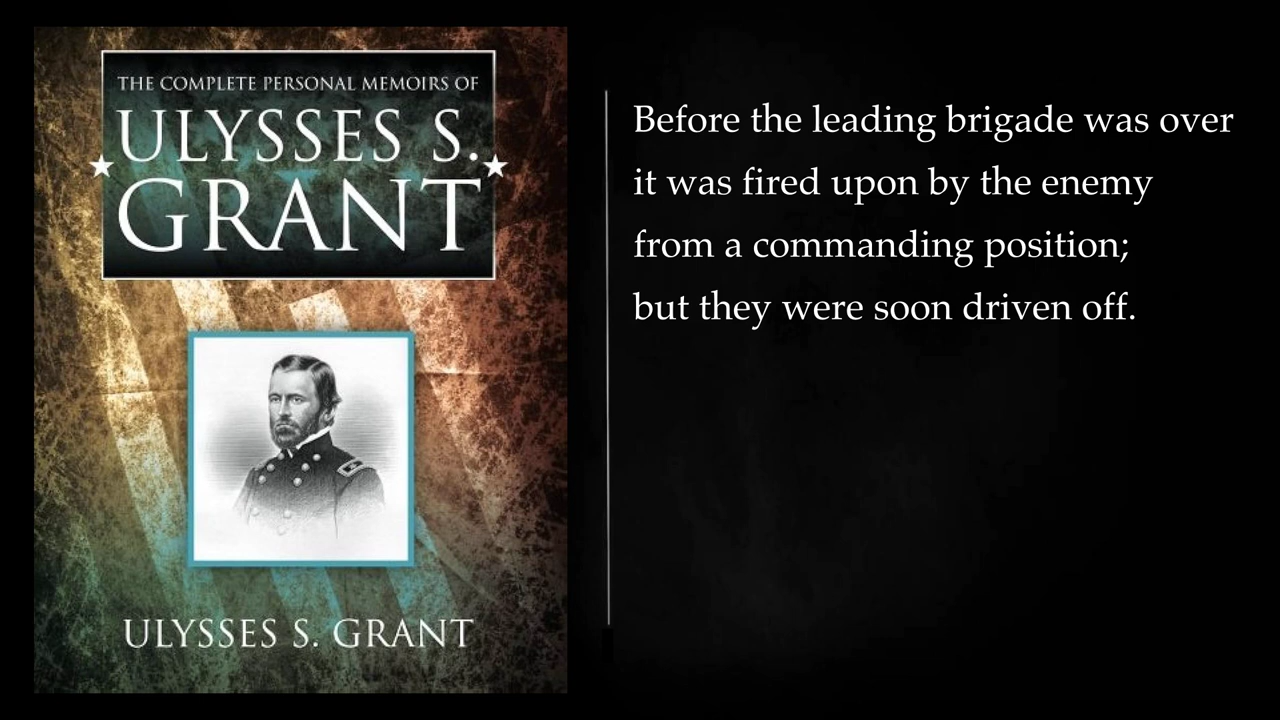 THE COMPLETE PERSONAL MEMOIRS OF
ULYSSES S.
GRANT
ULYSSES S. GRANT
Before the leading brigade was over
it was fired upon by the enemy
from a commanding position;
but they were soon driven off.